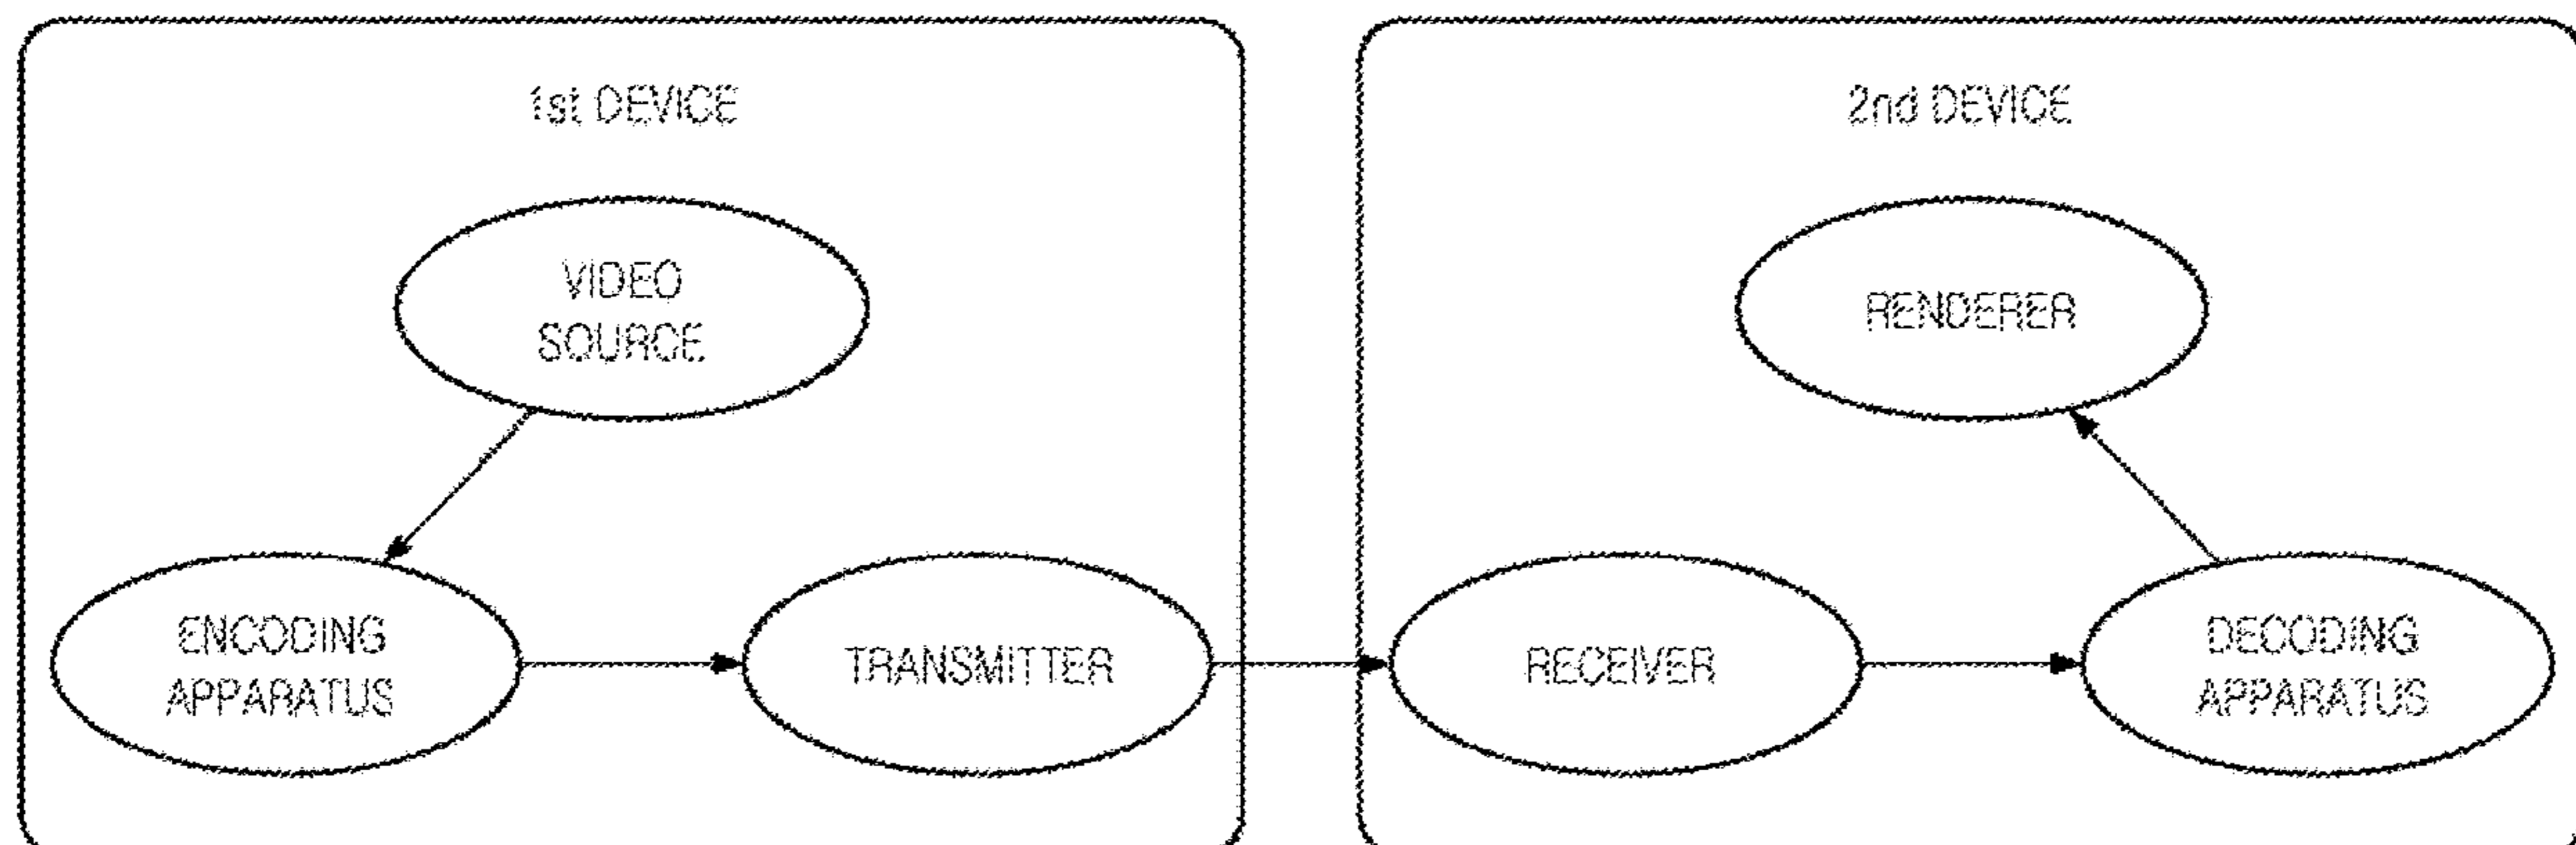 1st DEVICE
VIDEO
SOURCE
ENCODING
APPARATUS
TRANSMITTER
2nd DEVICE
RENDERER
RECEIVER
DECODING
APPARATUS